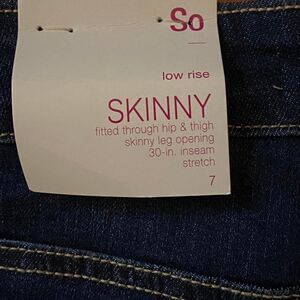 So
low rise
SKINNY
fitted through hip & thigh
skinny leg opening
30-in. inseam
stretch
7